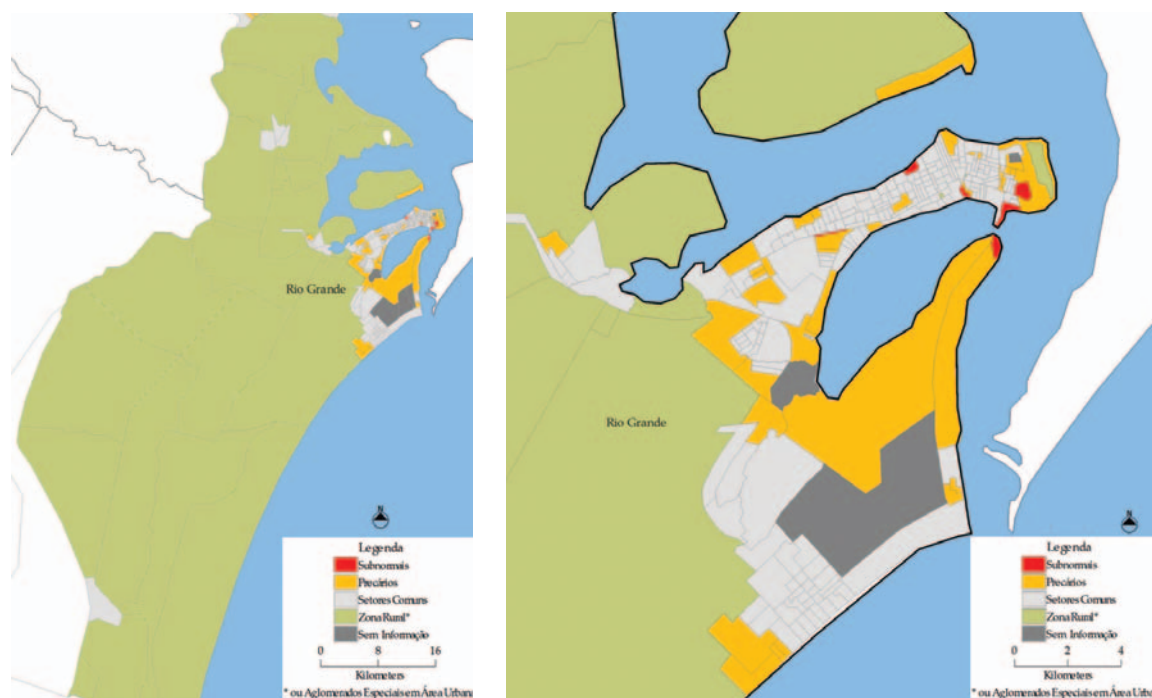 Rio Grande
N
Legenda
Subnormais
Precários
Setores Comuns
Zona Rural*
Sem Informação
0 8 16
Kilometers
* ou Aglomerados Especiais em Área Urbana
Rio Grande
N
Legenda
Subnormais
Precários
Setores Comuns
Zona Rural*
Sem Informação
0 2 4
Kilometers
* ou Aglomerados Especiais em Área Urbana